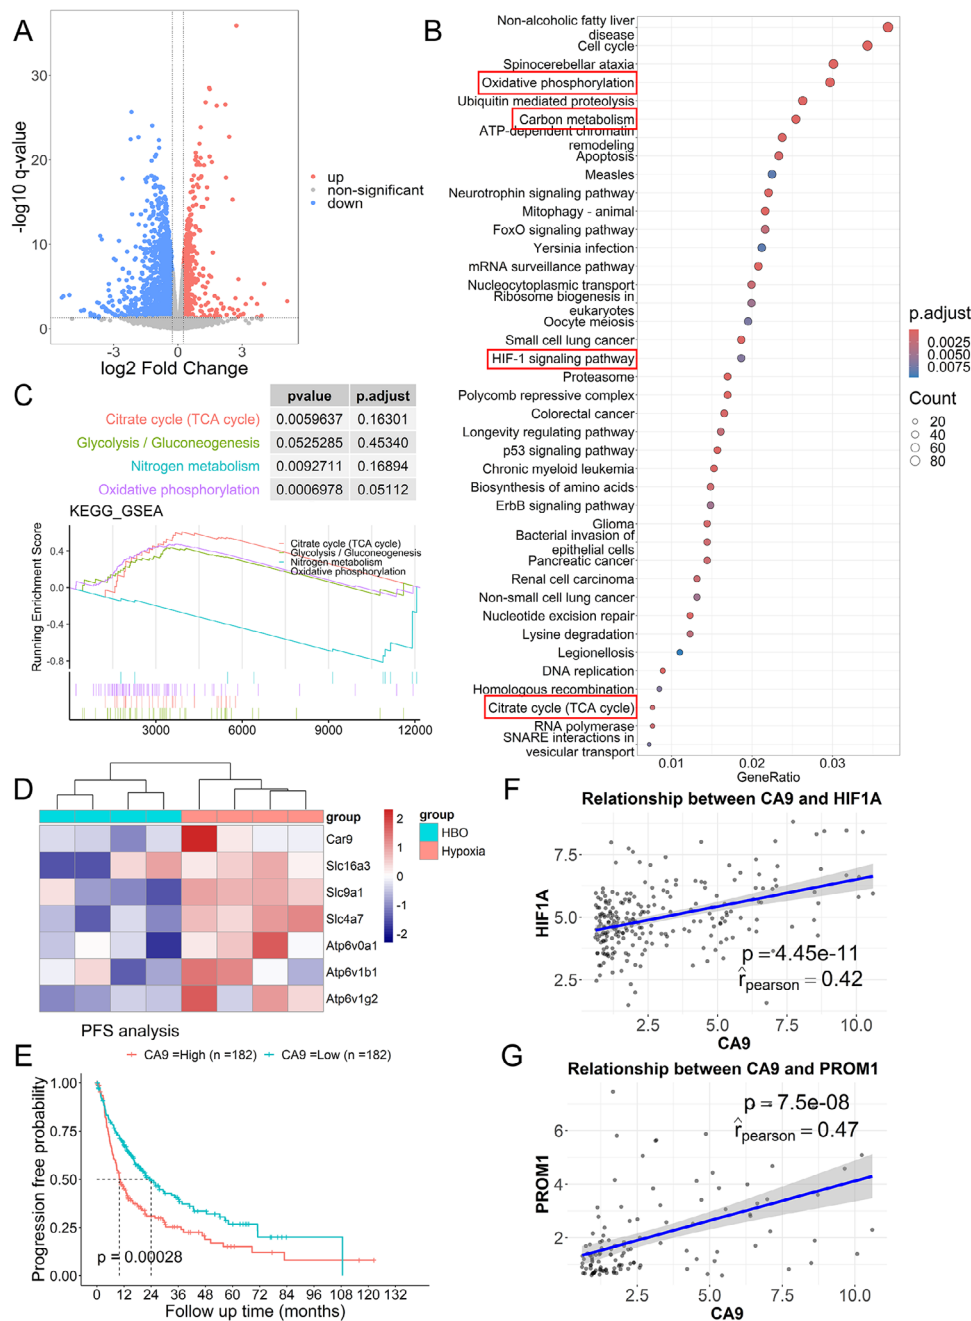 A
-log10 q-value
30
20
10
0
-3
0
3
log2 Fold Change
up
non-significant
down
B
Non-alcoholic fatty liver
disease
Cell cycle
Spinocerebellar ataxia
Oxidative phosphorylation
Ubiquitin mediated proteolysis
Carbon metabolism
ATP-dependent chromatin
remodeling
Apoptosis
Measles
Neurotrophin signaling pathway
Mitophagy - animal
FoxO signaling pathway
Yersinia infection
mRNA surveillance pathway
Nucleocytoplasmic transport
Ribosome biogenesis in
eukaryotes
Oocyte meiosis
Small cell lung cancer
HIF-1 signaling pathway
Proteasome
Polycomb repressive complex
Colorectal cancer
Longevity regulating pathway
p53 signaling pathway
Chronic myeloid leukemia
Biosynthesis of amino acids
ErbB signaling pathway
Glioma
Bacterial invasion of
epithelial cells
Pancreatic cancer
Renal cell carcinoma
Non-small cell lung cancer
Nucleotide excision repair
Lysine degradation
Legionellosis
DNA replication
Homologous recombination
Citrate cycle (TCA cycle)
RNA polymerase
SNARE interactions in
vesicular transport
0.01
0.02
0.03
GeneRatio
p.adjust
0.0025
0.0050
0.0075
Count
20
40
60
80
C
pvalue p.adjust
Citrate cycle (TCA cycle) 0.0059637 0.16301
Glycolysis / Gluconeogenesis 0.0525285 0.45340
Nitrogen metabolism 0.0092711 0.16894
Oxidative phosphorylation 0.0006978 0.05112
KEGG_GSEA
Running Enrichment Score
0.4
0.0
-0.4
-0.8
Citrate cycle (TCA cycle)
Glycolysis / Gluconeogenesis
Nitrogen metabolism
Oxidative phosphorylation
3000
6000
9000
12000
D
group
Car9
Slc16a3
Slc9a1
Slc4a7
Atp6v0a1
Atp6v1b1
Atp6v1g2
2
1
0
-1
-2
group
HBO
Hypoxia
E
PFS analysis
CA9 =High (n =182) CA9 =Low (n =182)
Progression free probability
1.00
0.75
0.50
0.25
0.00
p = 0.00028
0 12 24 36 48 60 72 84 96 108 120 132
Follow up time (months)
F
Relationship between CA9 and HIF1A
HIF1A
7.5
5.0
2.5
p = 4.45e-11
r̂pearson = 0.42
2.5
5.0
7.5
10.0
CA9
G
Relationship between CA9 and PROM1
PROM1
6
4
2
p = 7.5e-08
r̂pearson = 0.47
2.5
5.0
7.5
10.0
CA9